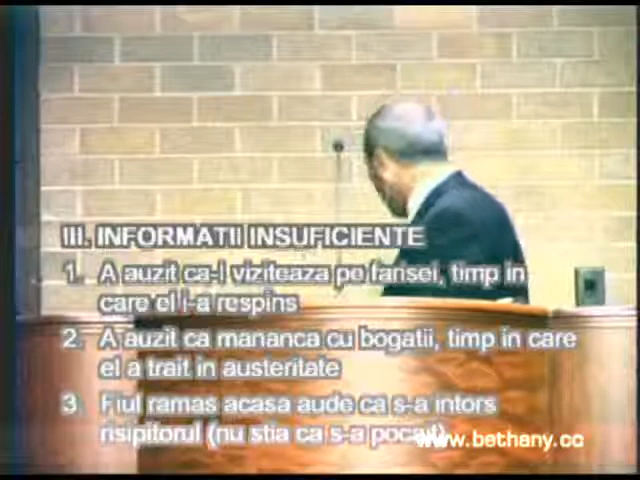 III. INFORMATII INSUFICIENTE
1. A auzit ca-l viziteaza pe farisei, timp in
care el i-a respins
2. A auzit ca mananca cu bogatii, timp in care
el a trait in austeritate
3 Fiul ramas acasa aude ca s-a intors
risipitorul (nu stia ca s-a pocait)
www.bethany.cc